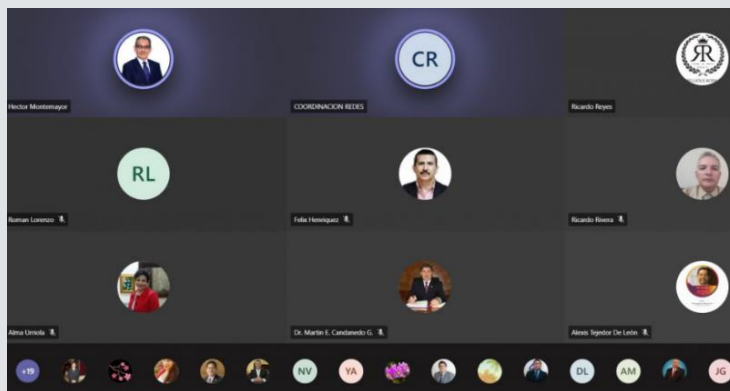 CR
RR
Hector Montemayor
COORDINACION REDES
Ricardo Reyes
RL
Roman Lorenzo
Felix Henriquez
Ricardo Rivera
Alma Urriola
Dr. Martin E. Candanedo G.
Alexis Tejedor De León
+19
NV
YA
DL
AM
JG